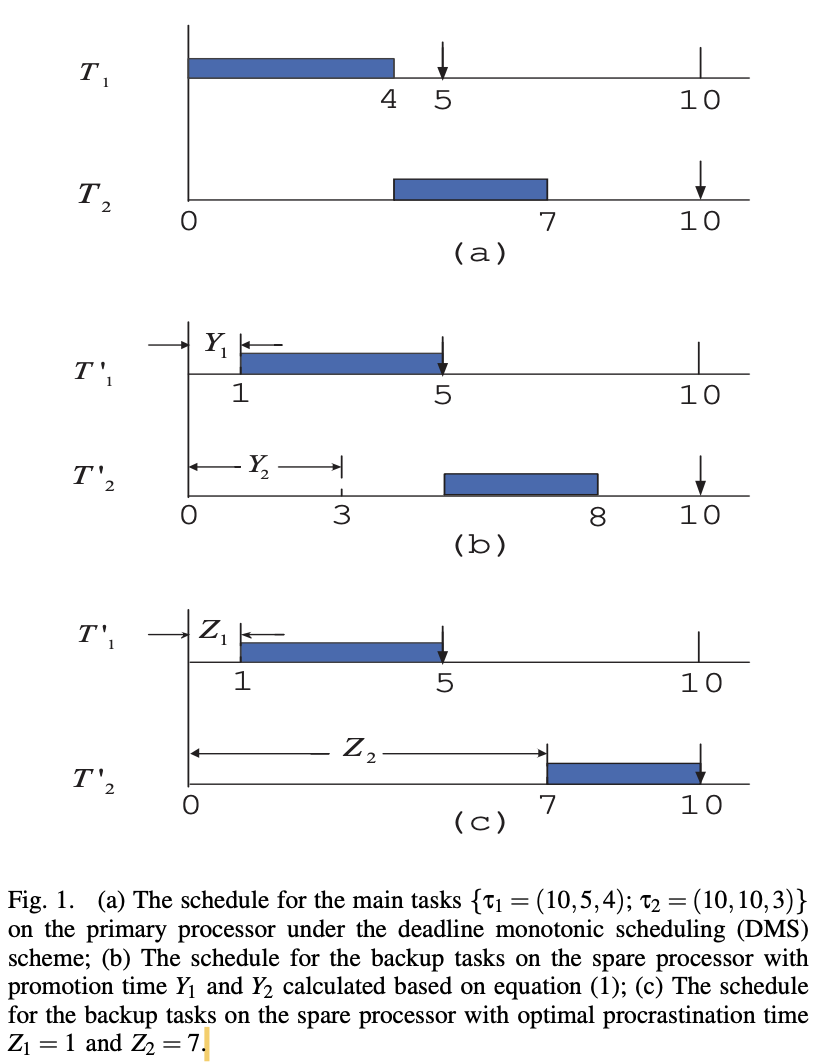 T₁
4 5 10
T₂
0 7 10
(a)
Y₁
T'₁
1 5 10
Y₂
T'₂
0 3 8 10
(b)
Z₁
T'₁
1 5 10
Z₂
T'₂
0 7 10
(c)
Fig. 1. (a) The schedule for the main tasks {τ₁ = (10,5,4); τ₂ = (10,10,3)}
on the primary processor under the deadline monotonic scheduling (DMS)
scheme; (b) The schedule for the backup tasks on the spare processor with
promotion time Y₁ and Y₂ calculated based on equation (1); (c) The schedule
for the backup tasks on the spare processor with optimal procrastination time
Z₁ = 1 and Z₂ = 7.